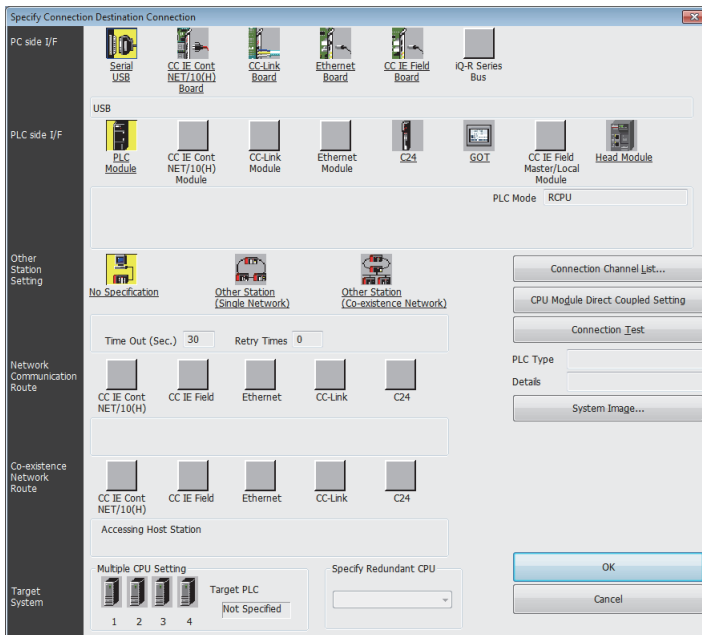 Specify Connection Destination Connection
PC side I/F
Serial
USB
CC IE Cont
NET/10(H)
Board
CC-Link
Board
Ethernet
Board
CC IE Field
Board
iQ-R Series
Bus
USB
PLC side I/F
PLC
Module
CC IE Cont
NET/10(H)
Module
CC-Link
Module
Ethernet
Module
C24
GOT
CC IE Field
Master/Local
Module
Head Module
PLC Mode RCPU
Other
Station
Setting
No Specification
Other Station
(Single Network)
Other Station
(Co-existence Network)
Time Out (Sec.) 30 Retry Times 0
Connection Channel List...
CPU Module Direct Coupled Setting
Connection Test
PLC Type
Details
System Image...
Network
Communication
Route
CC IE Cont
NET/10(H)
CC IE Field
Ethernet
CC-Link
C24
Co-existence
Network
Route
CC IE Cont
NET/10(H)
CC IE Field
Ethernet
CC-Link
C24
Accessing Host Station
Target
System
Multiple CPU Setting
1 2 3 4
Target PLC
Not Specified
Specify Redundant CPU
OK
Cancel